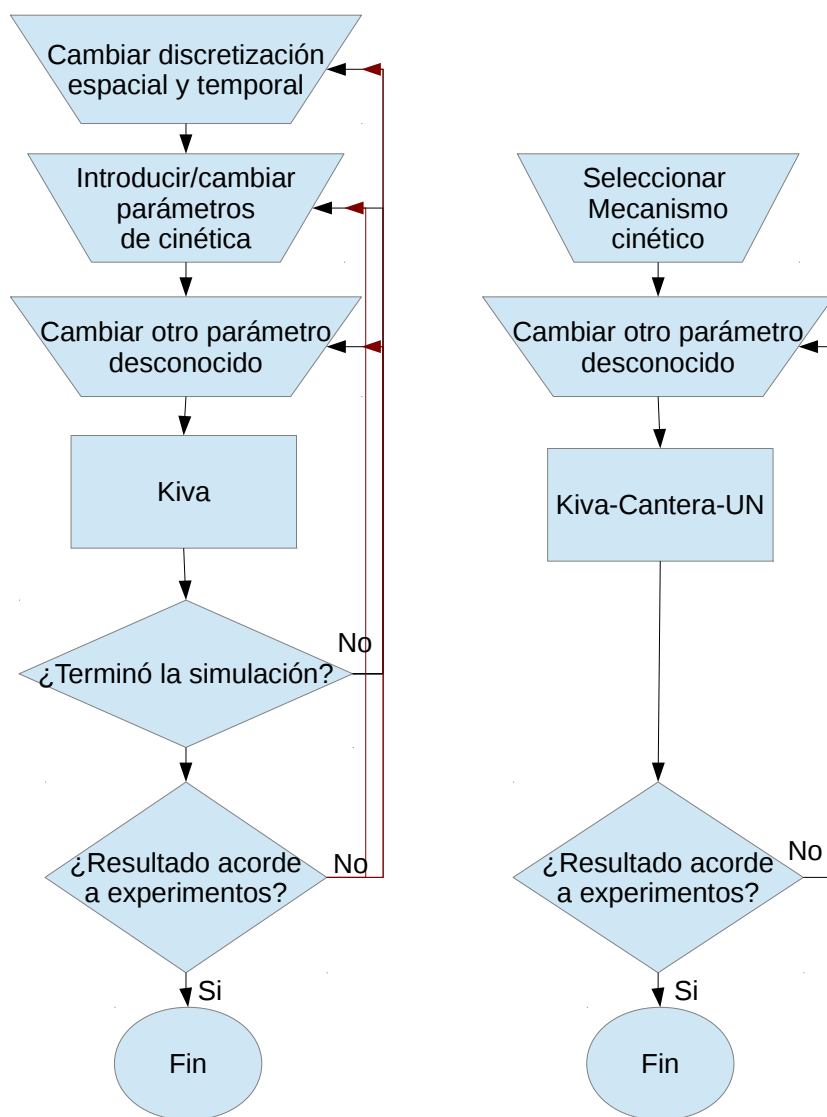 Cambiar discretización
espacial y temporal
Introducir/cambiar
parámetros
de cinética
Cambiar otro parámetro
desconocido
Kiva
¿Terminó la simulación?
No
¿Resultado acorde
a experimentos?
No
Si
Fin
Seleccionar
Mecanismo
cinético
Cambiar otro parámetro
desconocido
Kiva-Cantera-UN
¿Resultado acorde
a experimentos?
No
Si
Fin